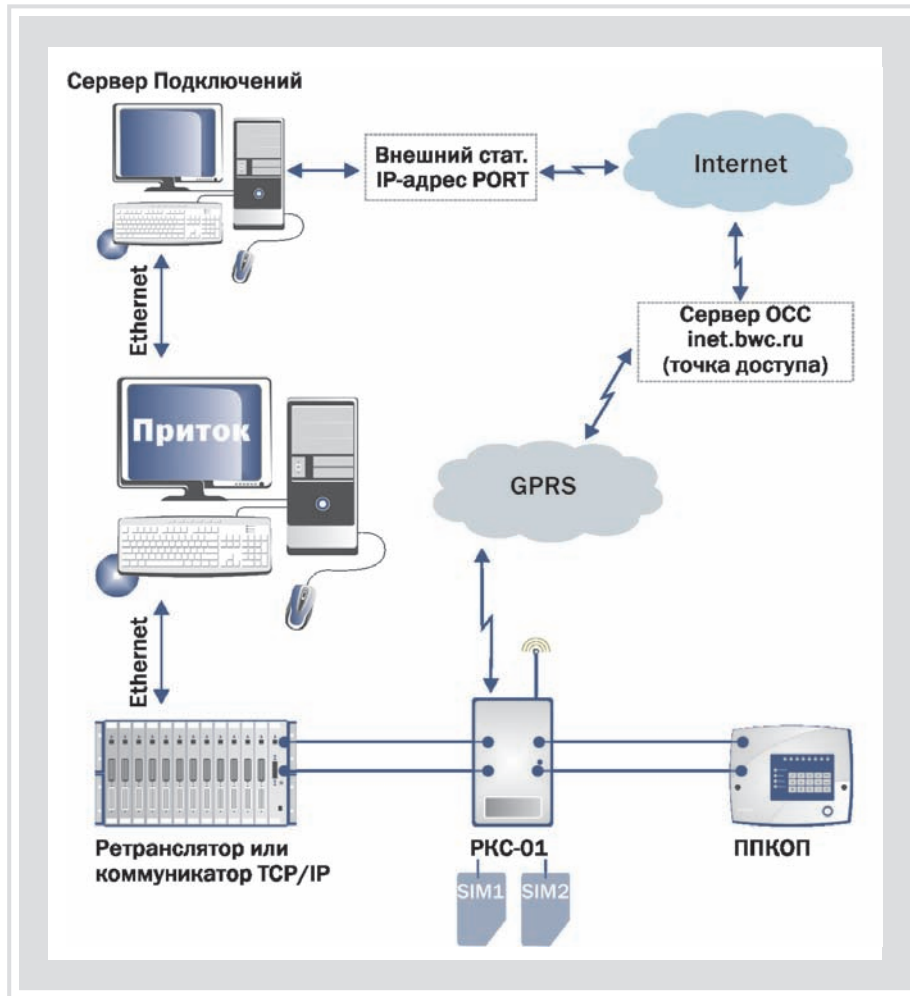 Сервер Подключений
Внешний стат.
IP-адрес PORT
Internet
Ethernet
Сервер ОСС
inet.bwc.ru
(точка доступа)
Приток
GPRS
Ethernet
Ретранслятор или
коммуникатор TCP/IP
РКС-01
ППКОП
SIM1
SIM2